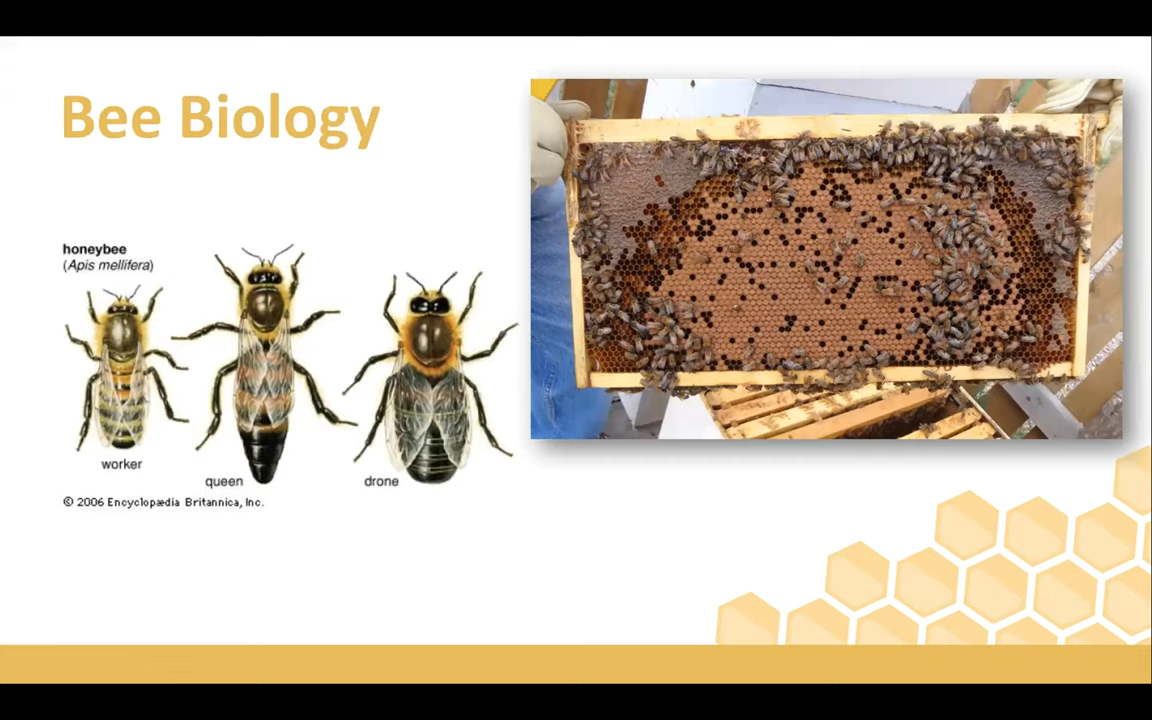 Bee Biology
honeybee
(Apis mellifera)
worker
queen
drone
© 2006 Encyclopædia Britannica, Inc.